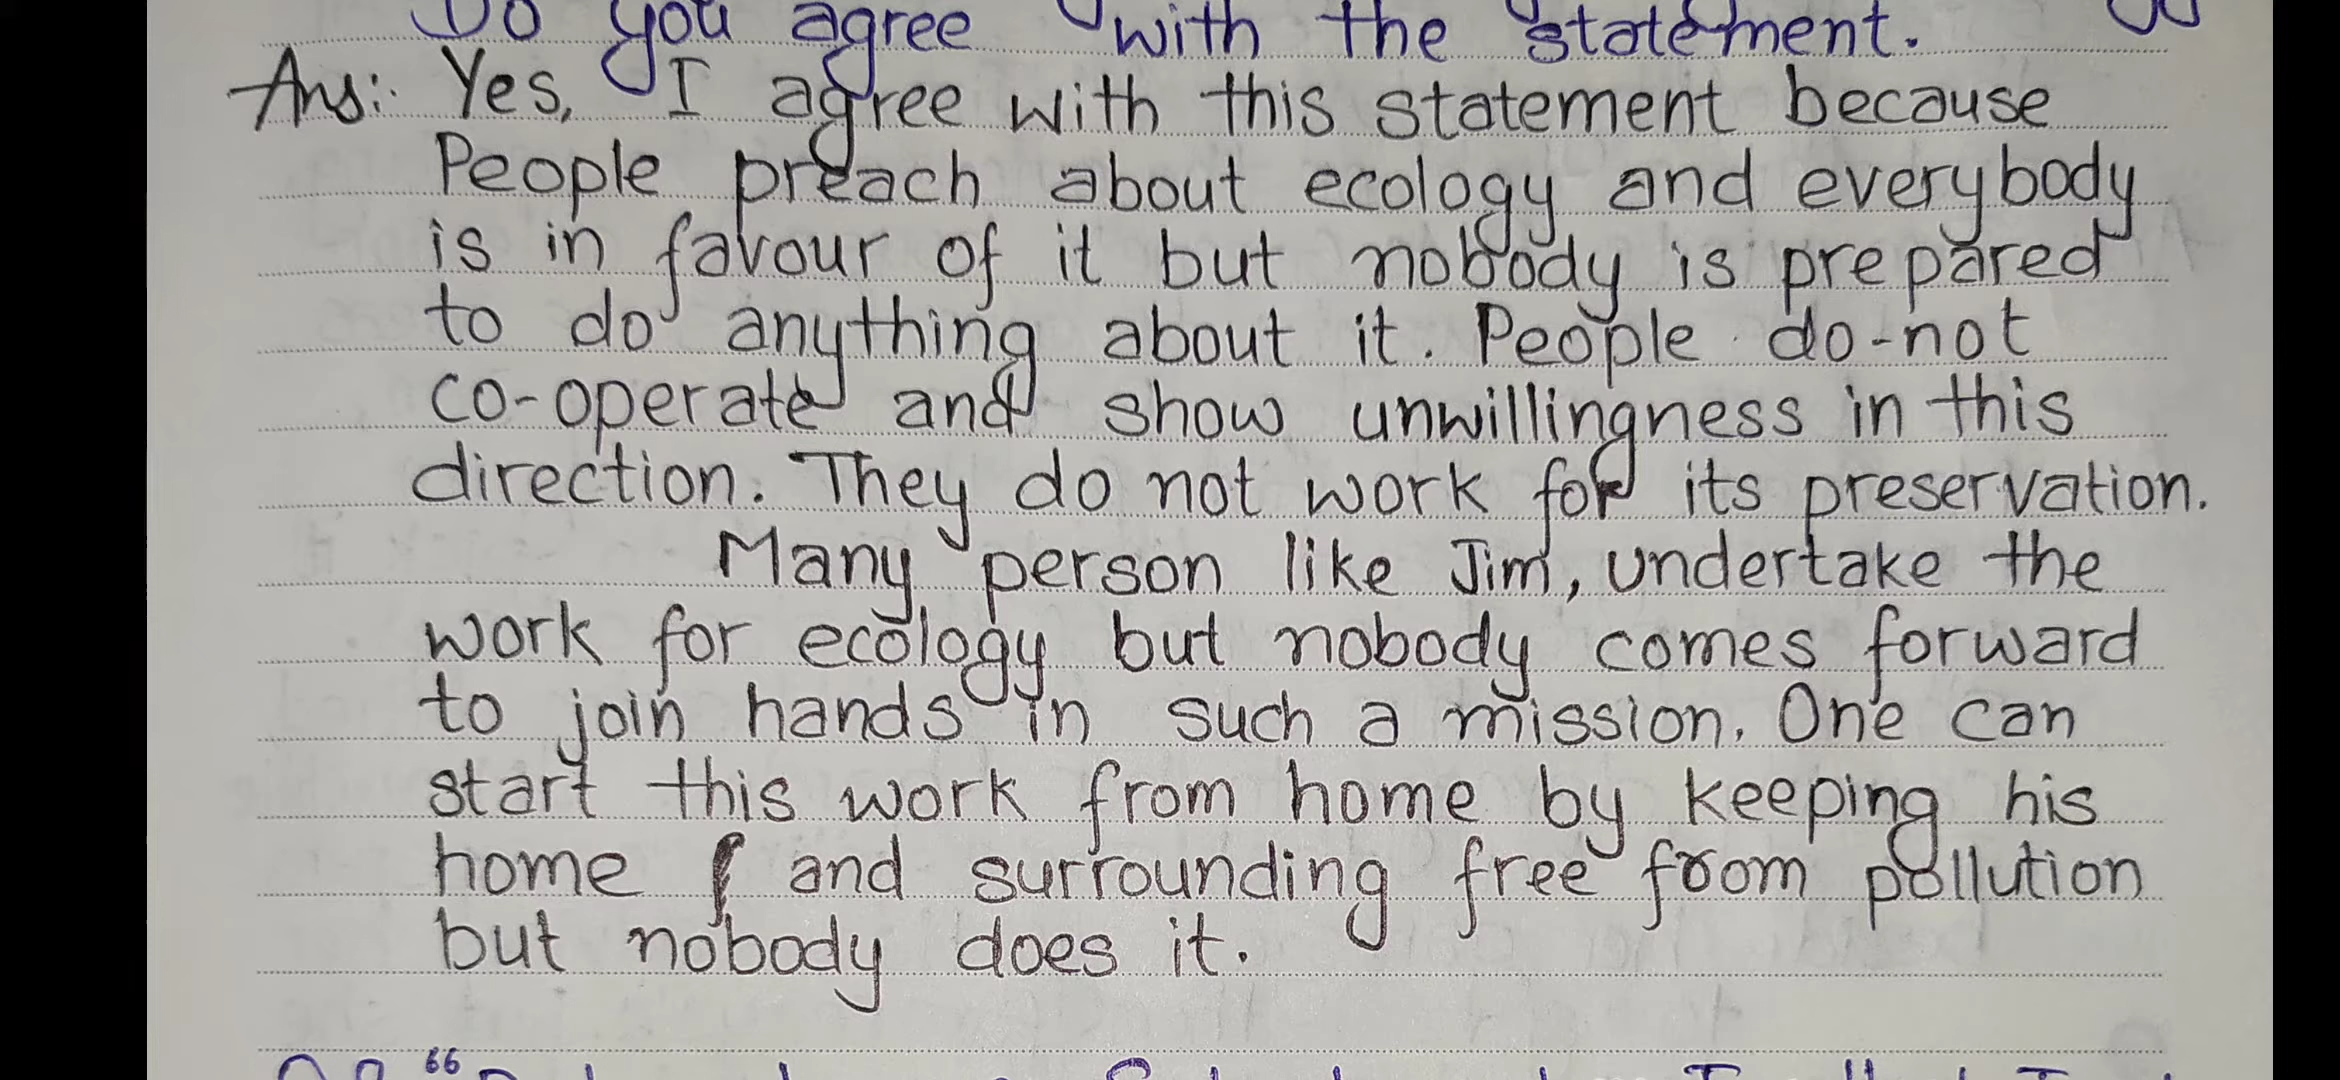 Do you agree with the statement.
Ans:- Yes, I agree with this statement because
People preach about ecology and everybody
is in favour of it but nobody is prepared
to do anything about it. People do-not
co-operate and show unwillingness in this
direction. They do not work for its preservation.
Many person like Jim, undertake the
work for ecology but nobody comes forward
to join hands in such a mission. One can
start this work from home by keeping his
home and surrounding free from pollution
but nobody does it.